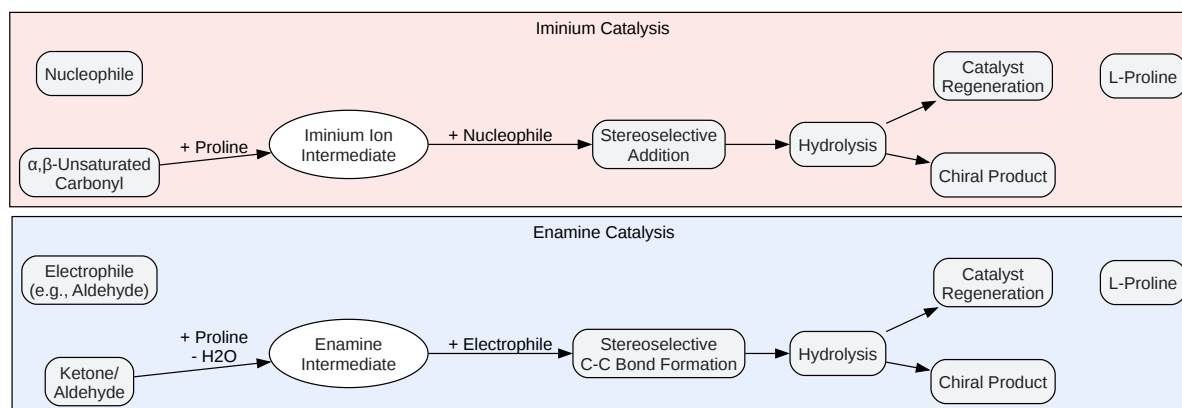 Iminium Catalysis
Nucleophile
α,β-Unsaturated
Carbonyl
+ Proline
Iminium Ion
Intermediate
+ Nucleophile
Stereoselective
Addition
Hydrolysis
Catalyst
Regeneration
Chiral Product
L-Proline
Enamine Catalysis
Electrophile
(e.g., Aldehyde)
Ketone/
Aldehyde
+ Proline
- H2O
Enamine
Intermediate
+ Electrophile
Stereoselective
C-C Bond Formation
Hydrolysis
Catalyst
Regeneration
Chiral Product
L-Proline